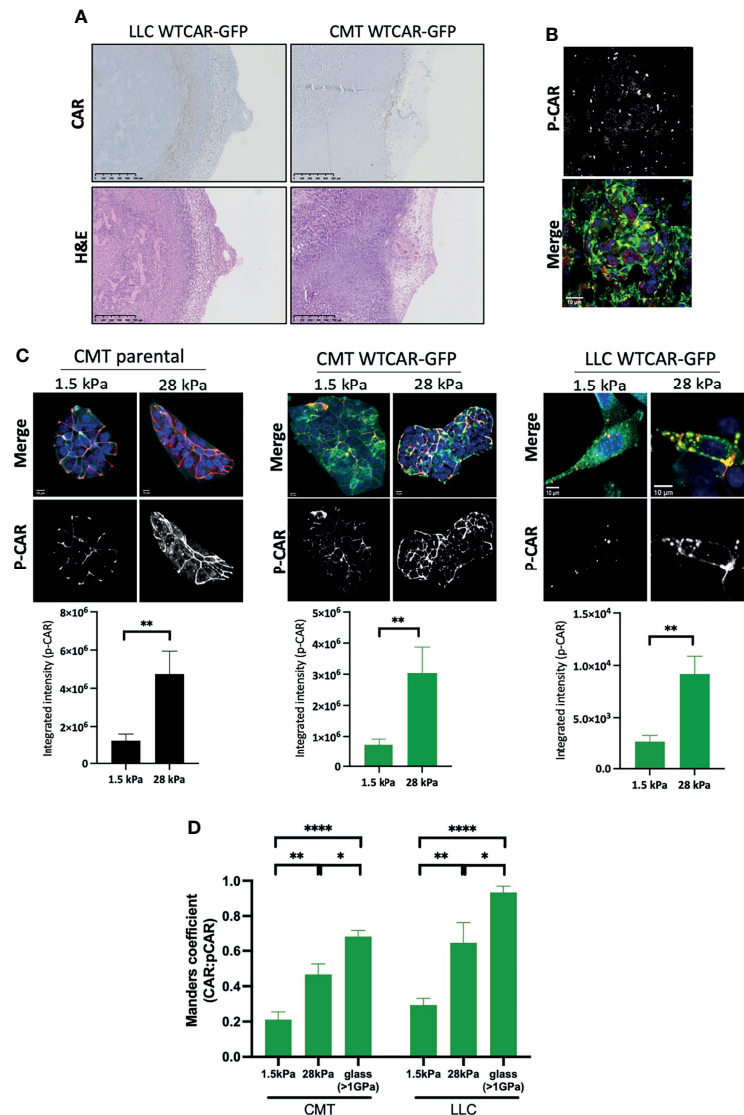 A
LLC WTCAR-GFP
CMT WTCAR-GFP
CAR
H&E
B
P-CAR
Merge
10 µm
C
CMT parental
1.5 kPa
28 kPa
Merge
P-CAR
Integrated intensity (p-CAR)
8×10⁶
6×10⁶
4×10⁶
2×10⁶
0
**
1.5 kPa
28 kPa
CMT WTCAR-GFP
1.5 kPa
28 kPa
Merge
P-CAR
Integrated intensity (p-CAR)
5×10⁶
4×10⁶
3×10⁶
2×10⁶
1×10⁶
0
**
1.5 kPa
28 kPa
LLC WTCAR-GFP
1.5 kPa
28 kPa
Merge
10 µm
10 µm
P-CAR
Integrated intensity (p-CAR)
1.5×10⁴
1.0×10⁴
5.0×10³
0.0
**
1.5 kPa
28 kPa
D
Manders coefficient
(CAR:pCAR)
1.0
0.8
0.6
0.4
0.2
0.0
****
**
*
****
**
*
1.5kPa
28kPa
glass
(>1GPa)
1.5kPa
28kPa
glass
(>1GPa)
CMT
LLC